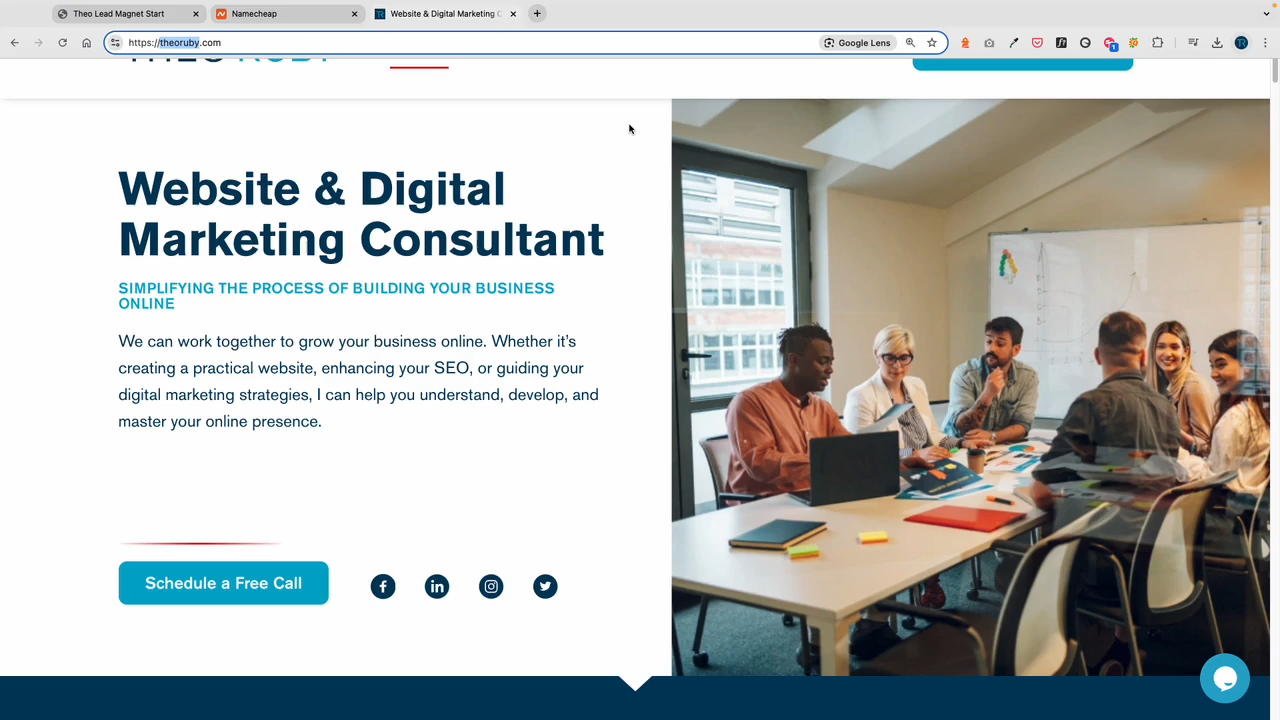 Theo Lead Magnet Start
Namecheap
Website & Digital Marketing C
https://theoruby.com
Google Lens
1
THEO RUBY
Website & Digital
Marketing Consultant
SIMPLIFYING THE PROCESS OF BUILDING YOUR BUSINESS
ONLINE
We can work together to grow your business online. Whether it's
creating a practical website, enhancing your SEO, or guiding your
digital marketing strategies, I can help you understand, develop, and
master your online presence.
Schedule a Free Call